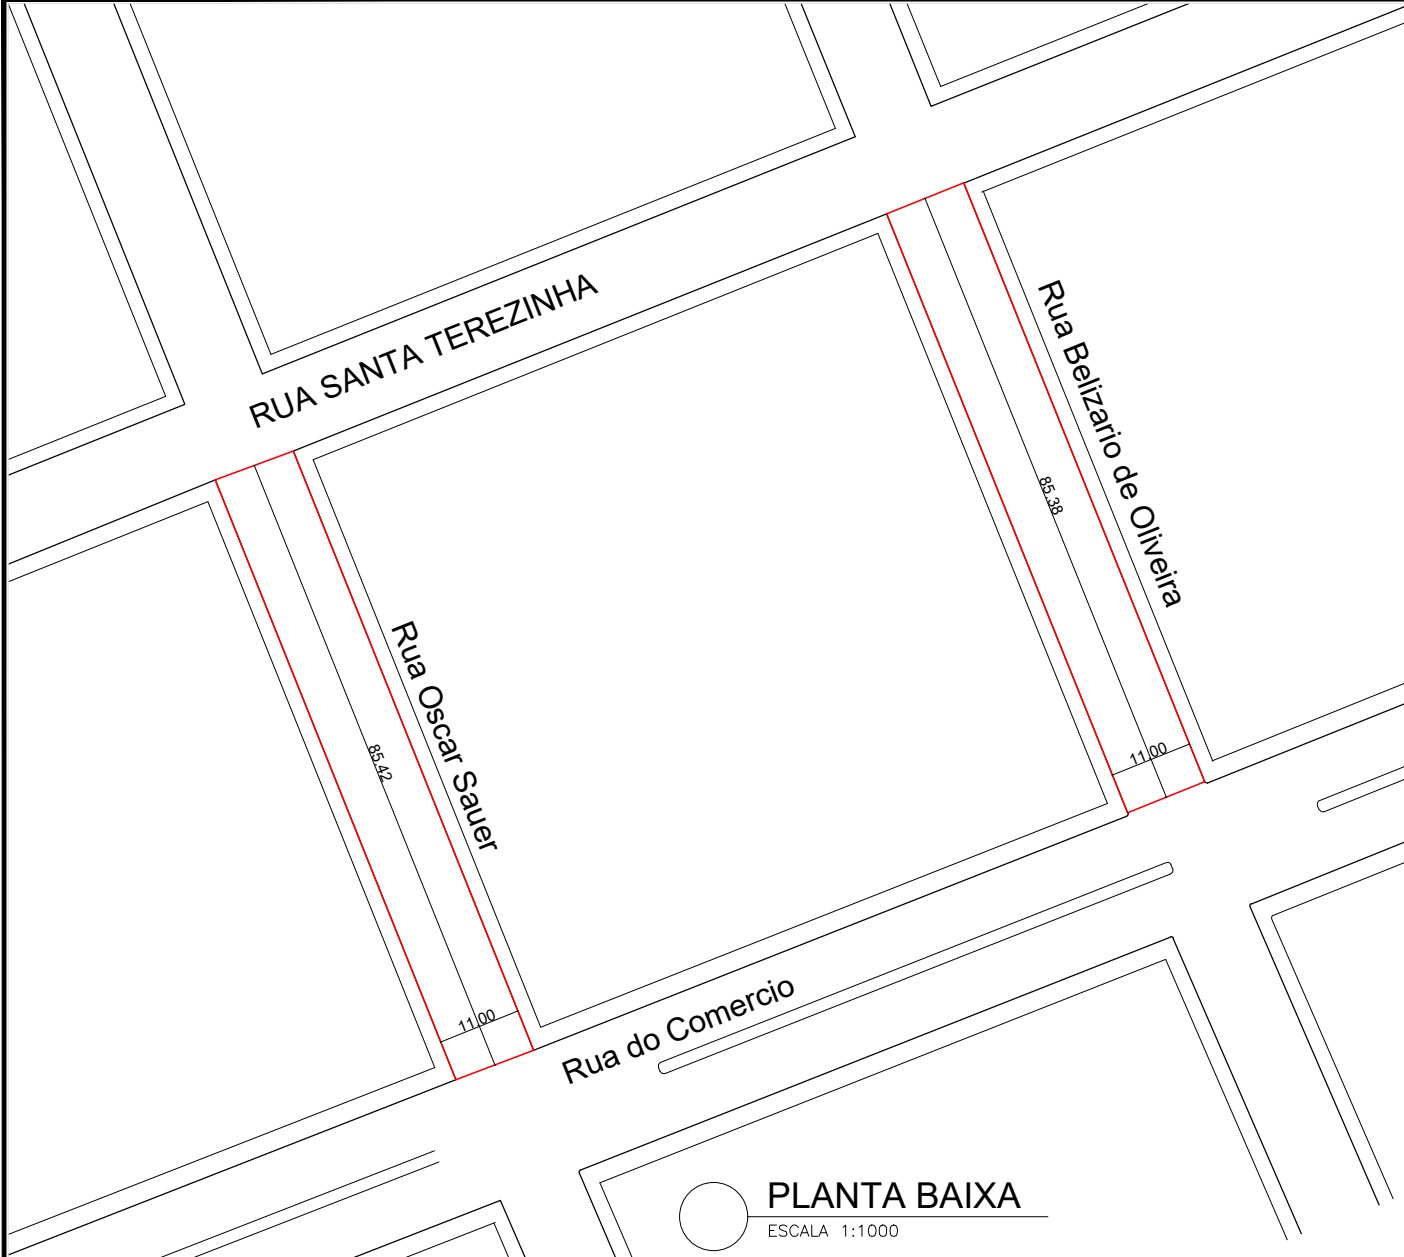 RUA SANTA TEREZINHA
Rua Belizario de Oliveira
85.38
Rua Oscar Sauer
85.42
11.00
11.00
Rua do Comercio
PLANTA BAIXA
ESCALA 1:1000